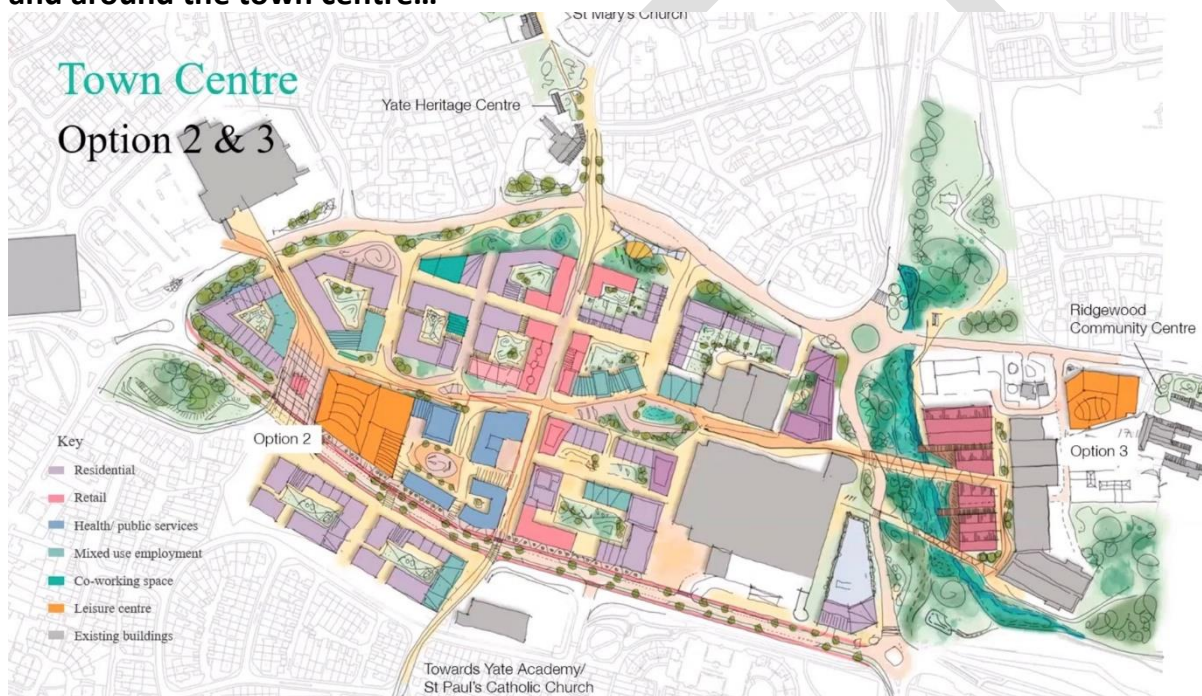 and around the town centre...
St Mary's Church
Town Centre
Option 2 & 3
Yate Heritage Centre
Ridgewood
Community Centre
Option 2
Option 3
Key
Residential
Retail
Health/ public services
Mixed use employment
Co-working space
Leisure centre
Existing buildings
Towards Yate Academy/
St Paul's Catholic Church